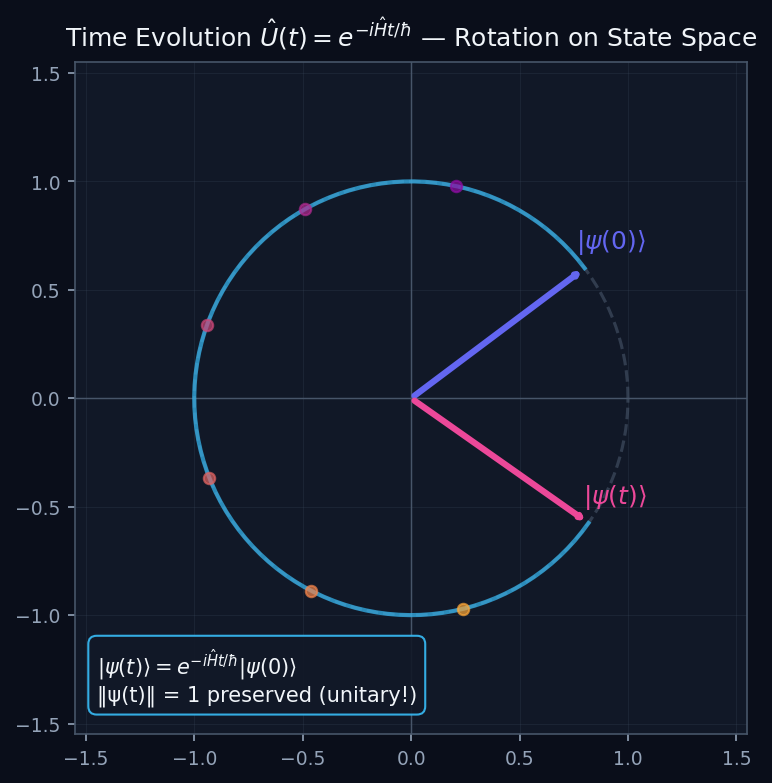 Time Evolution Û(t) = e^{−iĤt/ħ} — Rotation on State Space
1.5
1.0
|ψ(0)⟩
0.5
0.0
|ψ(t)⟩
−0.5
−1.0
|ψ(t)⟩ = e^{−iĤt/ħ}|ψ(0)⟩
‖ψ(t)‖ = 1 preserved (unitary!)
−1.5
−1.5 −1.0 −0.5 0.0 0.5 1.0 1.5